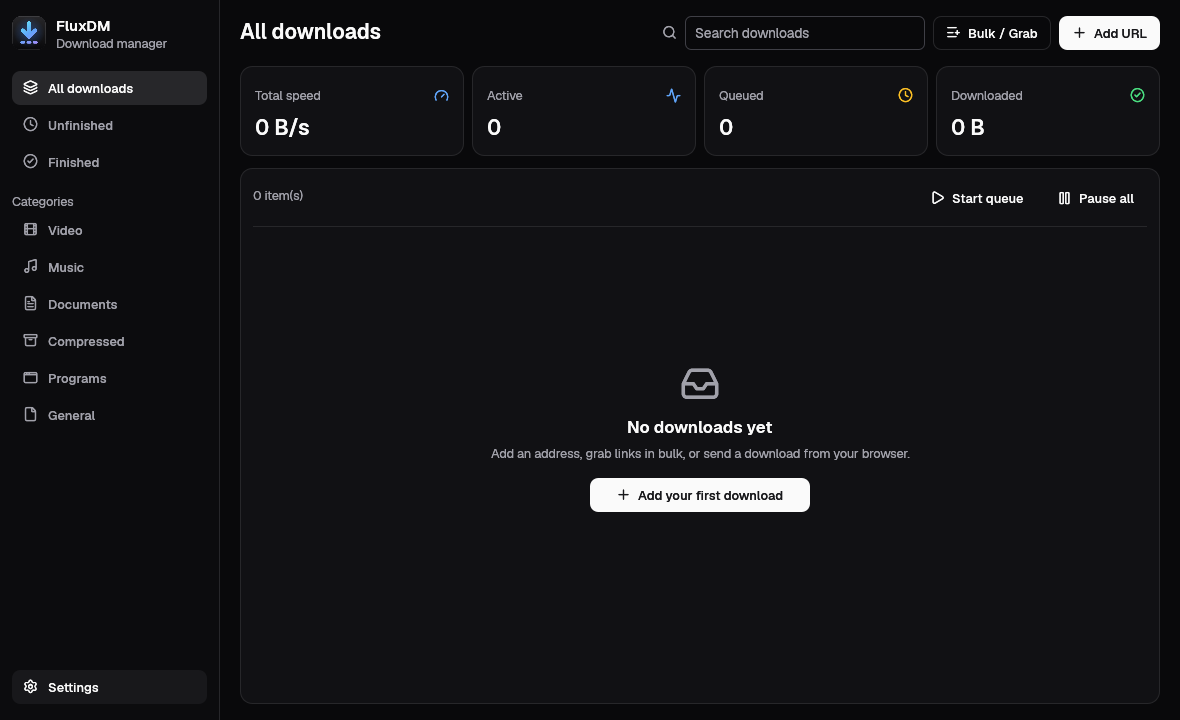 FluxDM
Download manager
All downloads
Unfinished
Finished
Categories
Video
Music
Documents
Compressed
Programs
General
Settings
All downloads
Search downloads
Bulk / Grab
Add URL
Total speed
0 B/s
Active
0
Queued
0
Downloaded
0 B
0 item(s)
Start queue
Pause all
No downloads yet
Add an address, grab links in bulk, or send a download from your browser.
Add your first download